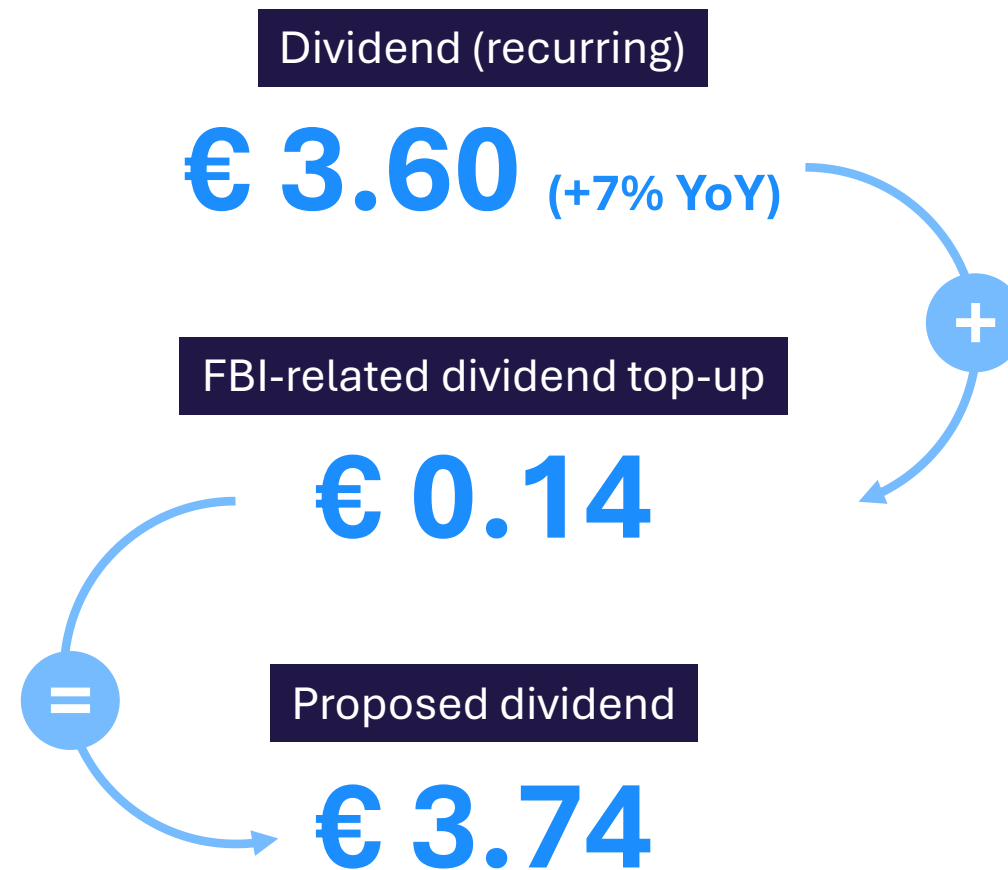 Dividend (recurring)
€ 3.60 (+7% YoY)
+
FBI-related dividend top-up
€ 0.14
=
Proposed dividend
€ 3.74